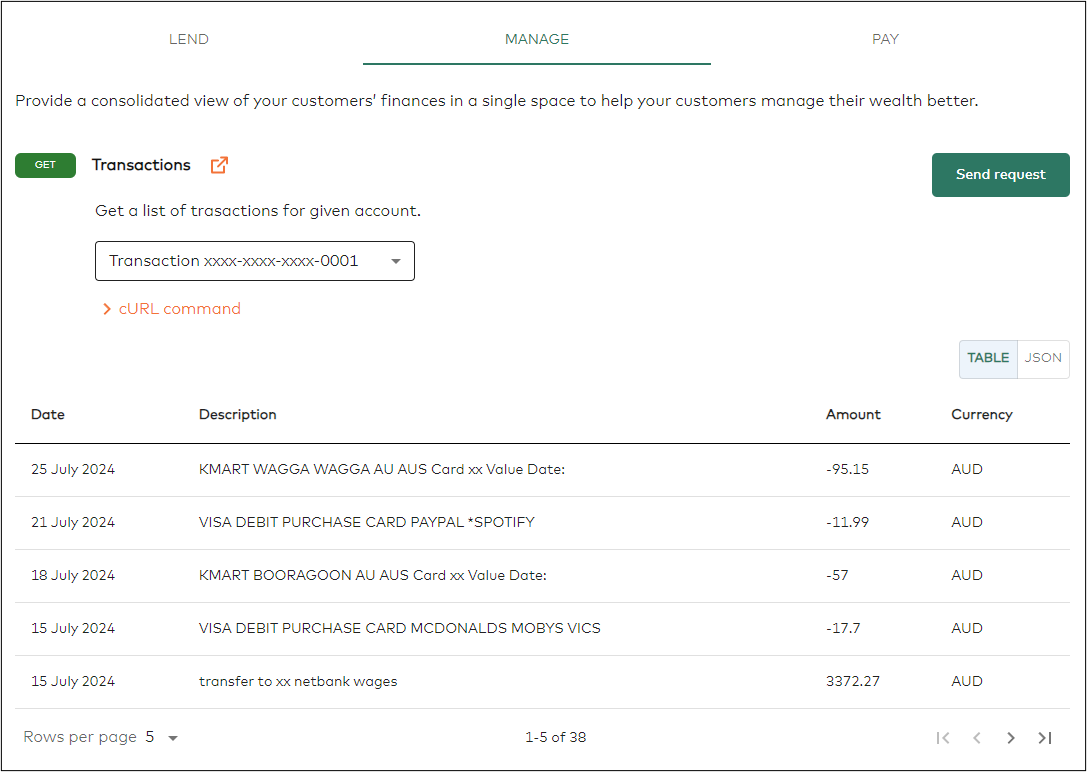 LEND MANAGE PAY
Provide a consolidated view of your customers' finances in a single space to help your customers manage their wealth better.
GET Transactions Send request
Get a list of trasactions for given account.
Transaction xxxx-xxxx-xxxx-0001
cURL command
TABLE JSON
Date Description Amount Currency
25 July 2024 KMART WAGGA WAGGA AU AUS Card xx Value Date: -95.15 AUD
21 July 2024 VISA DEBIT PURCHASE CARD PAYPAL *SPOTIFY -11.99 AUD
18 July 2024 KMART BOORAGOON AU AUS Card xx Value Date: -57 AUD
15 July 2024 VISA DEBIT PURCHASE CARD MCDONALDS MOBYS VICS -17.7 AUD
15 July 2024 transfer to xx netbank wages 3372.27 AUD
Rows per page 5 1-5 of 38